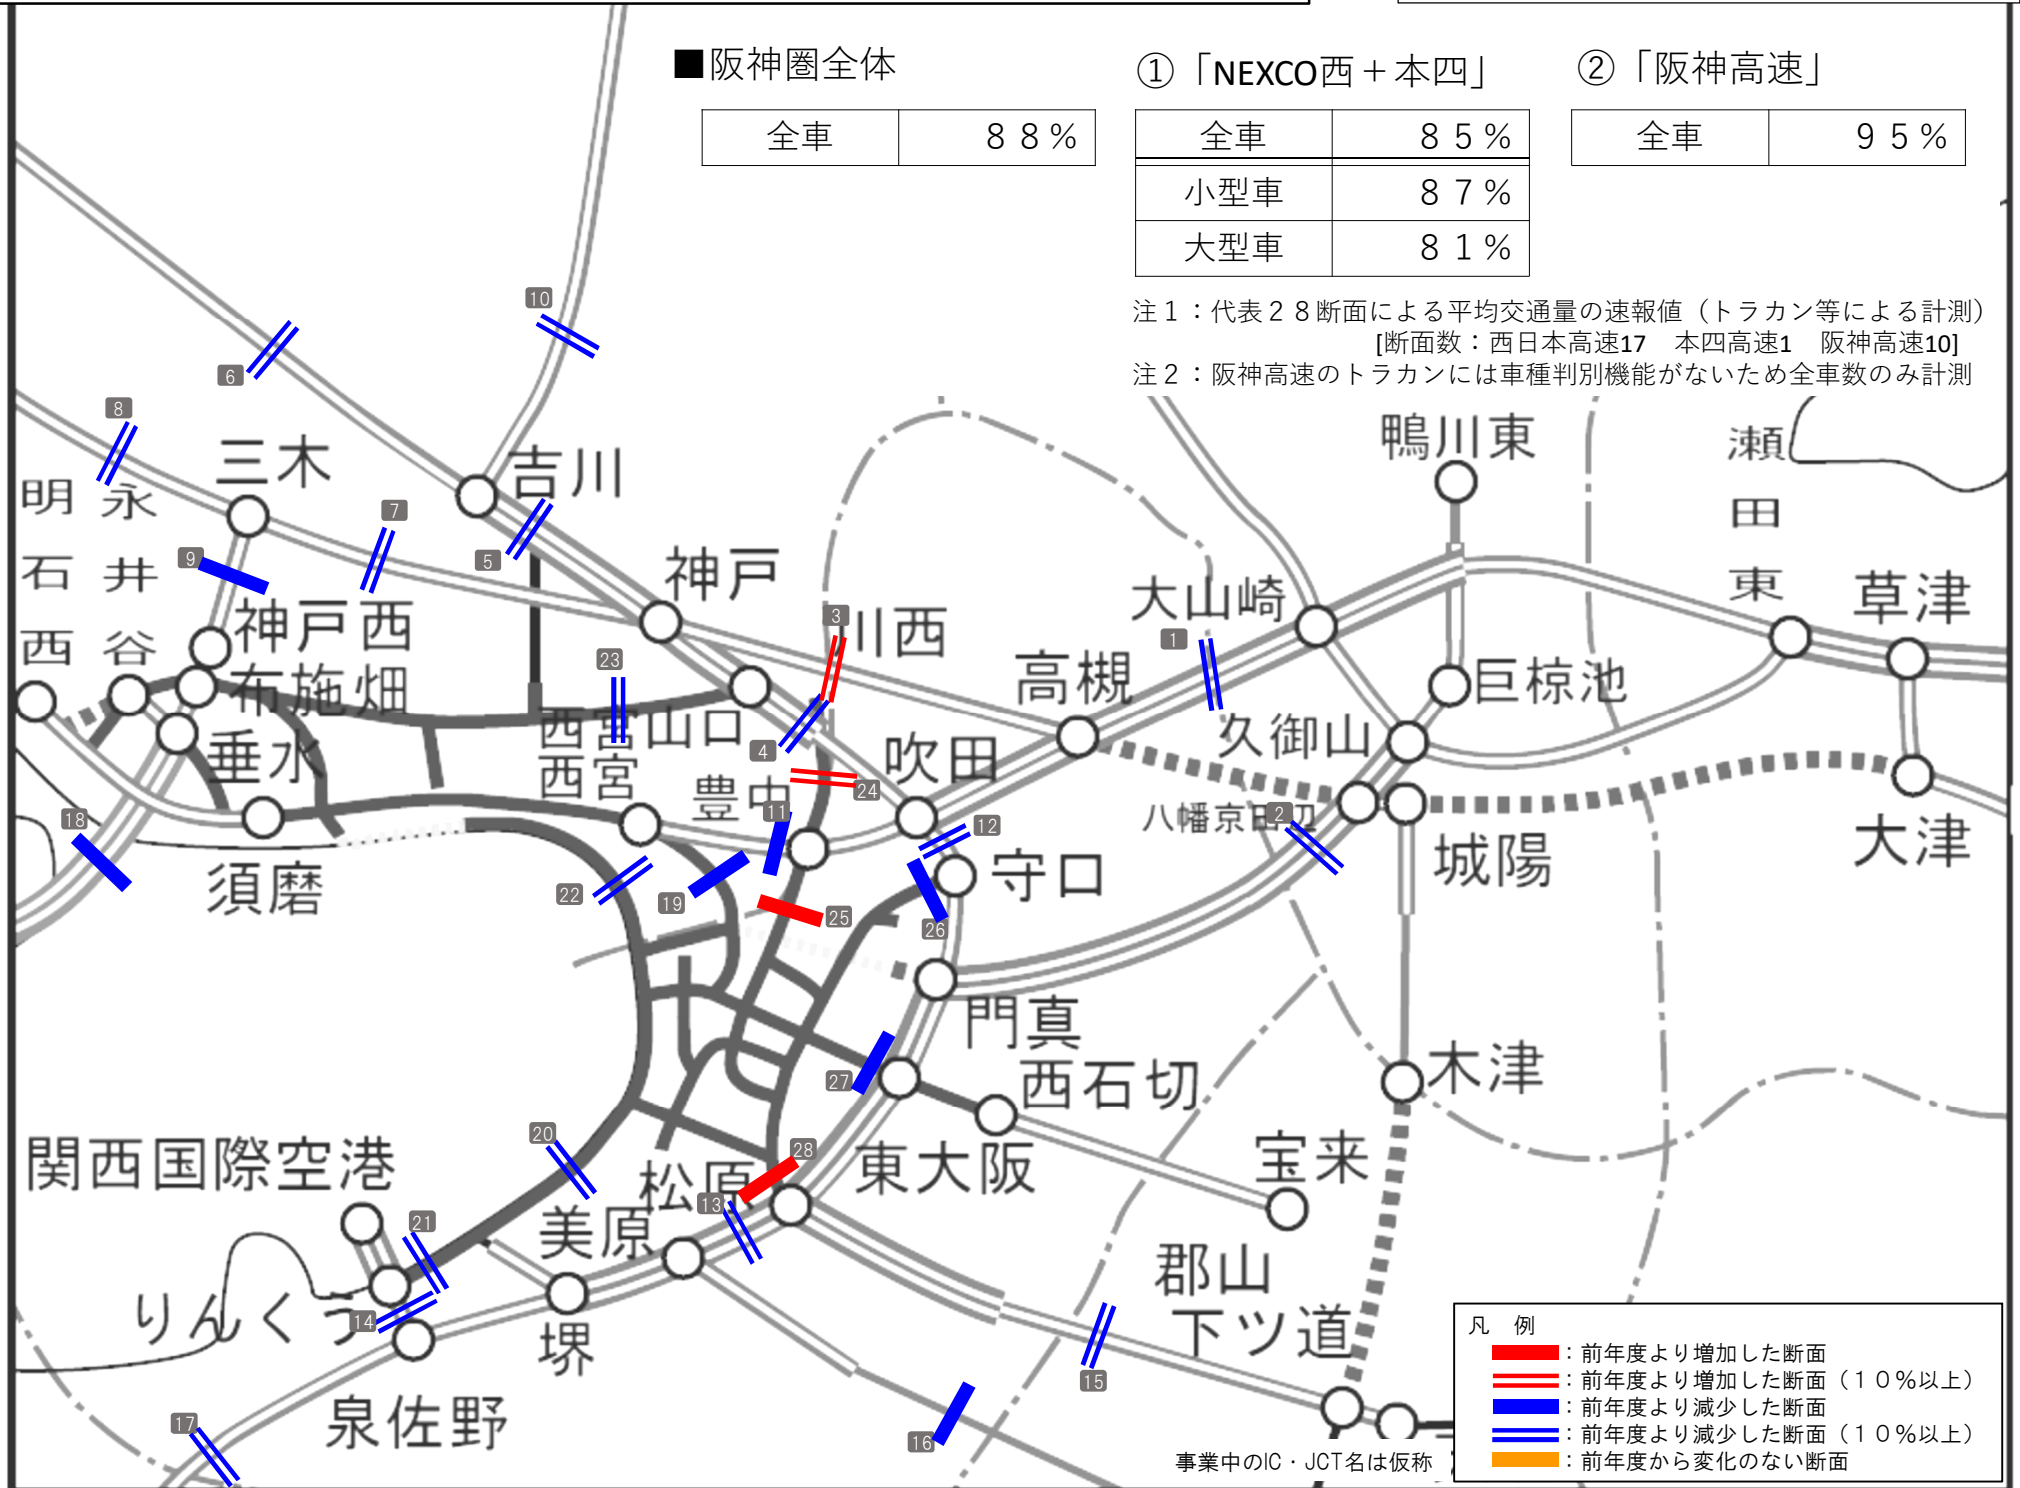 ■阪神圏全体
全車 88%
①「NEXCO西＋本四」
全車 85%
小型車 87%
大型車 81%
②「阪神高速」
全車 95%
注１：代表２８断面による平均交通量の速報値（トラカン等による計測）
[断面数：西日本高速17　本四高速1　阪神高速10]
注２：阪神高速のトラカンには車種判別機能がないため全車数のみ計測
10
6
8
三木
吉川
鴨川東
瀬田東
明石西
永井谷
7
9
5
神戸
神戸西
布施畑
3
川西
大山崎
1
草津
23
高槻
巨椋池
西宮山口
4
久御山
垂水
西宮
豊中
吹田
24
11
12
八幡京田辺
2
18
須磨
22
19
25
守口
城陽
大津
26
門真
27
西石切
木津
20
28
関西国際空港
松原
東大阪
宝来
13
21
美原
郡山下ツ道
りんくう
14
堺
15
泉佐野
17
16
事業中のIC・JCT名は仮称
凡　例
：前年度より増加した断面
：前年度より増加した断面（１０％以上）
：前年度より減少した断面
：前年度より減少した断面（１０％以上）
：前年度から変化のない断面